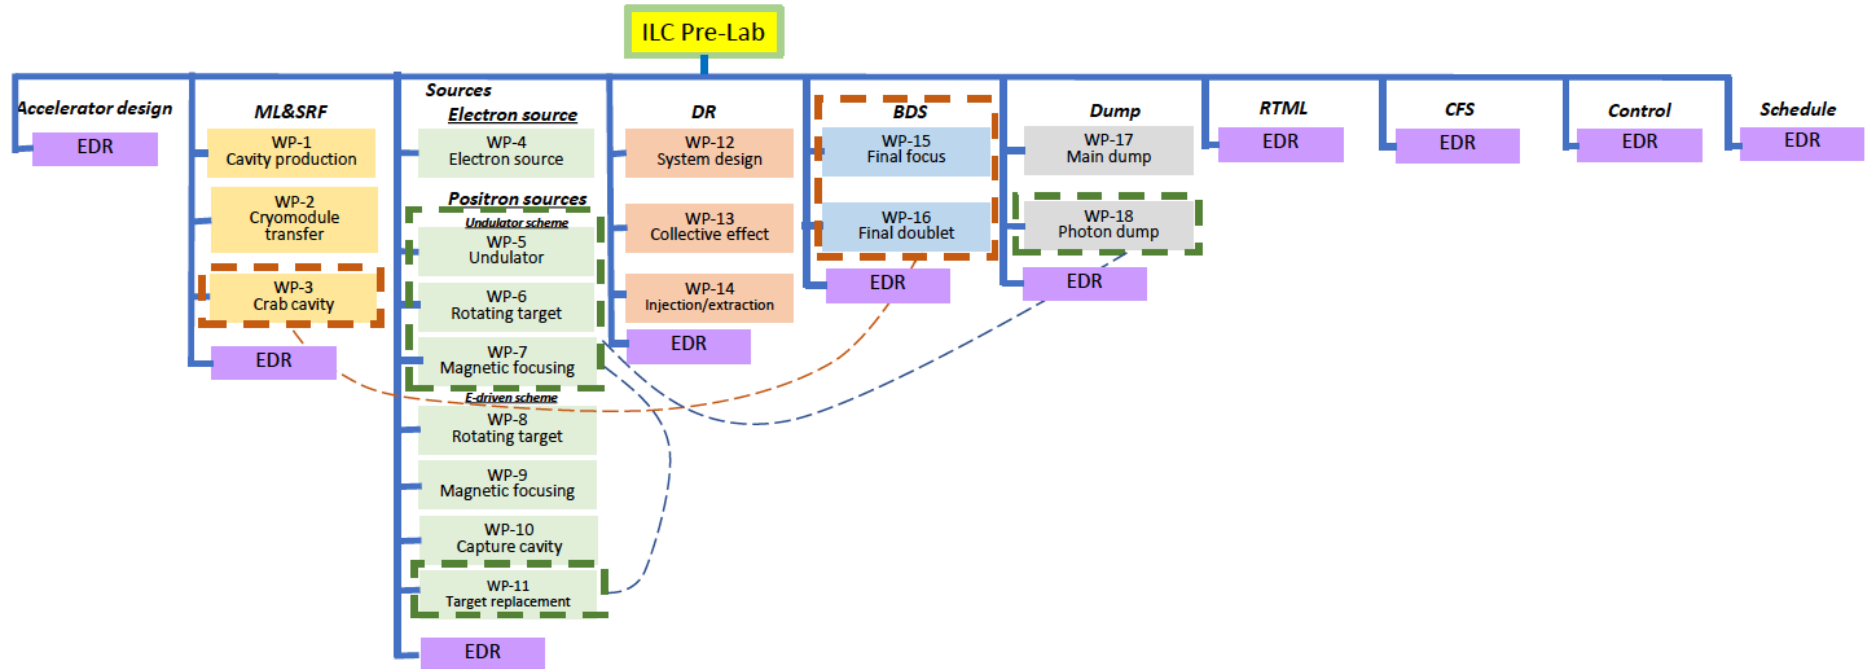 ILC Pre-Lab
Accelerator design
EDR
ML&SRF
WP-1
Cavity production
WP-2
Cryomodule
transfer
WP-3
Crab cavity
EDR
Sources
Electron source
WP-4
Electron source
Positron sources
Undulator scheme
WP-5
Undulator
WP-6
Rotating target
WP-7
Magnetic focusing
E-driven scheme
WP-8
Rotating target
WP-9
Magnetic focusing
WP-10
Capture cavity
WP-11
Target replacement
EDR
DR
WP-12
System design
WP-13
Collective effect
WP-14
Injection/extraction
EDR
BDS
WP-15
Final focus
WP-16
Final doublet
EDR
Dump
WP-17
Main dump
WP-18
Photon dump
EDR
RTML
EDR
CFS
EDR
Control
EDR
Schedule
EDR